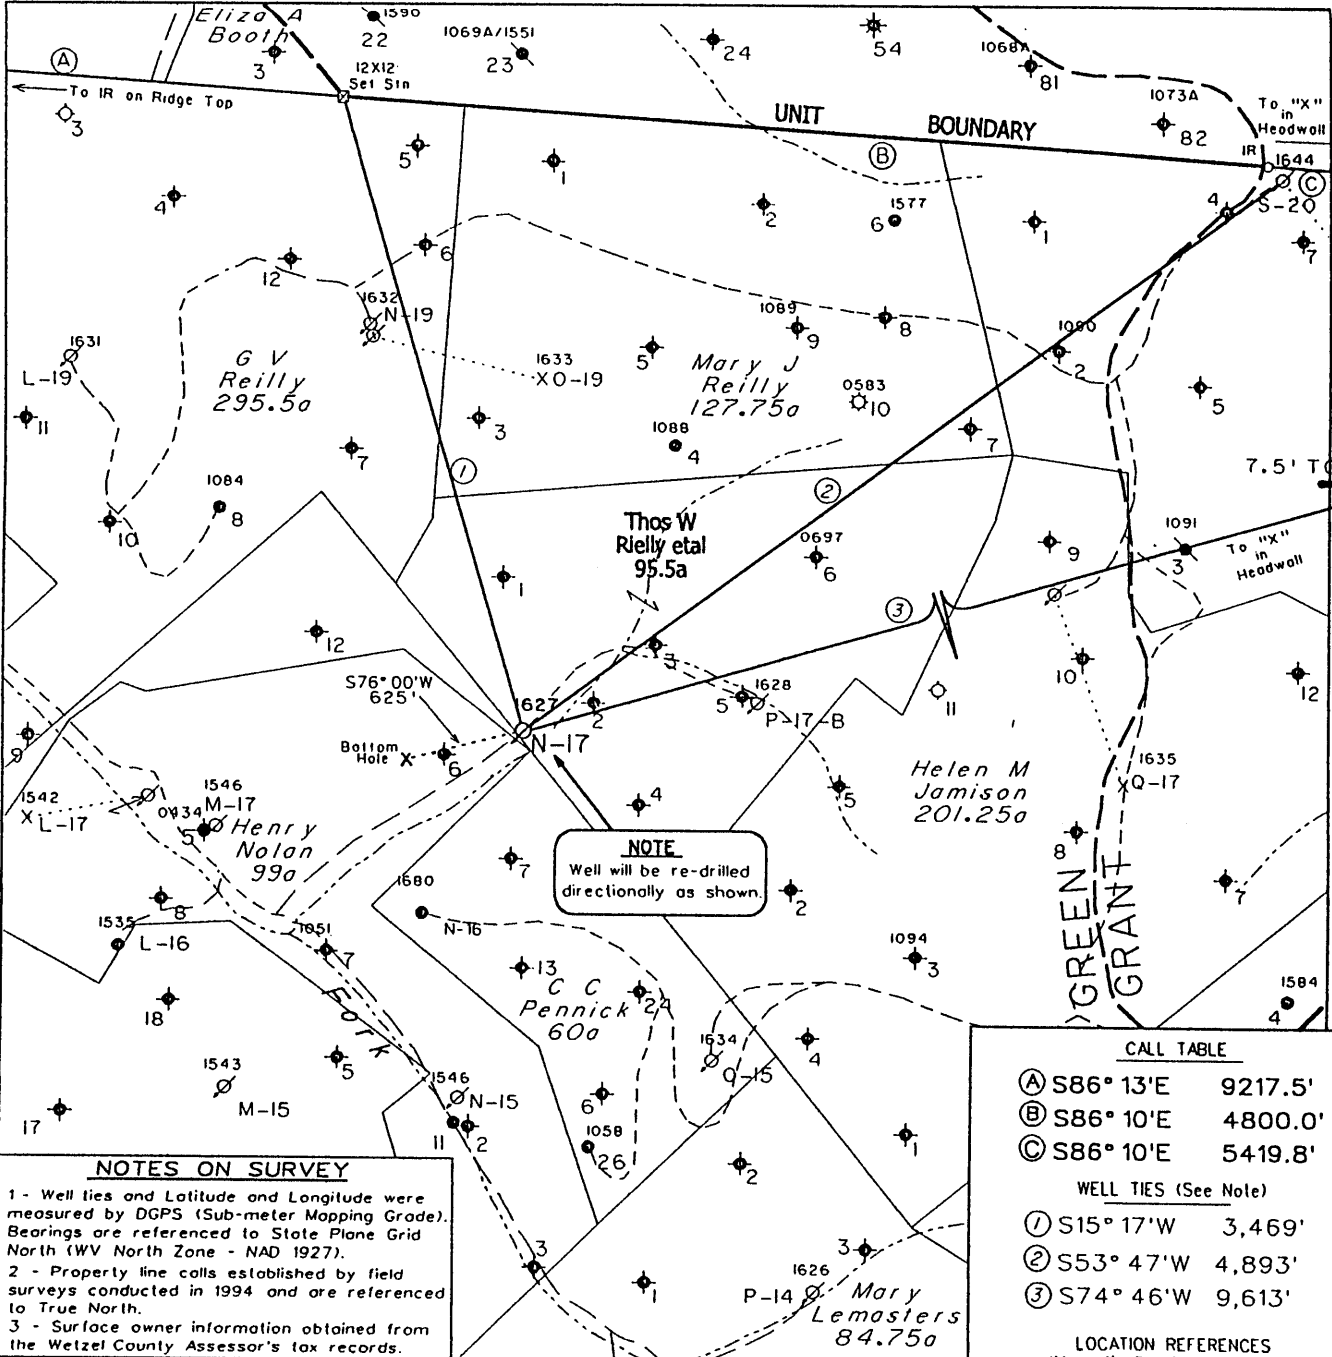 Eliza A
Booth
3
1590
22
1069A/1551
23
24
54
1068A
81
1073A
82
To "X"
in
Headwall
A
12X12
Set Stn
To IR on Ridge Top
3
UNIT BOUNDARY
B
IR
1644
C
S-20
5
1
4
2
1577
6
1
4
7
6
12
1632
N-19
1631
L-19
G V
Reilly
295.5a
1633
XO-19
5
1089
9
8
Mary J
Reilly
127.75a
0583
10
1090
2
5
11
3
7
1088
4
7
1
2
7.5' TO
1084
8
10
Thos W
Rielly etal
95.5a
0697
6
9
1091
3
To "X"
in
Headwall
1
3
12
3
10
12
S76°00'W
625'
1627
N-17
2
5
1628
P-17-B
11
9
Bottom
Hole X
6
1542
X L-17
1546
M-17
0434
5
Henry
Nolan
99a
4
5
Helen M
Jamison
201.25a
1635
X Q-17
8
NOTE
Well will be re-drilled
directionally as shown.
7
2
7
1680
N-16
8
1535
L-16
1051
7
1094
3
GREEN
GRANT
13
C C
Pennick
60a
24
18
Fork
1584
4
1634
O-15
4
5
1543
M-15
1546
N-15
6
17
11
2
1058
26
2
1
3
1
3
1626
P-14
Mary
Lemasters
84.75a
NOTES ON SURVEY
1 - Well ties and Latitude and Longitude were
measured by DGPS (Sub-meter Mapping Grade).
Bearings are referenced to State Plane Grid
North (WV North Zone - NAD 1927).
2 - Property line calls established by field
surveys conducted in 1994 and are referenced
to True North.
3 - Surface owner information obtained from
the Wetzel County Assessor's tax records.
CALL TABLE
A S86°13'E 9217.5'
B S86°10'E 4800.0'
C S86°10'E 5419.8'
WELL TIES (See Note)
1 S15°17'W 3,469'
2 S53°47'W 4,893'
3 S74°46'W 9,613'
LOCATION REFERENCES